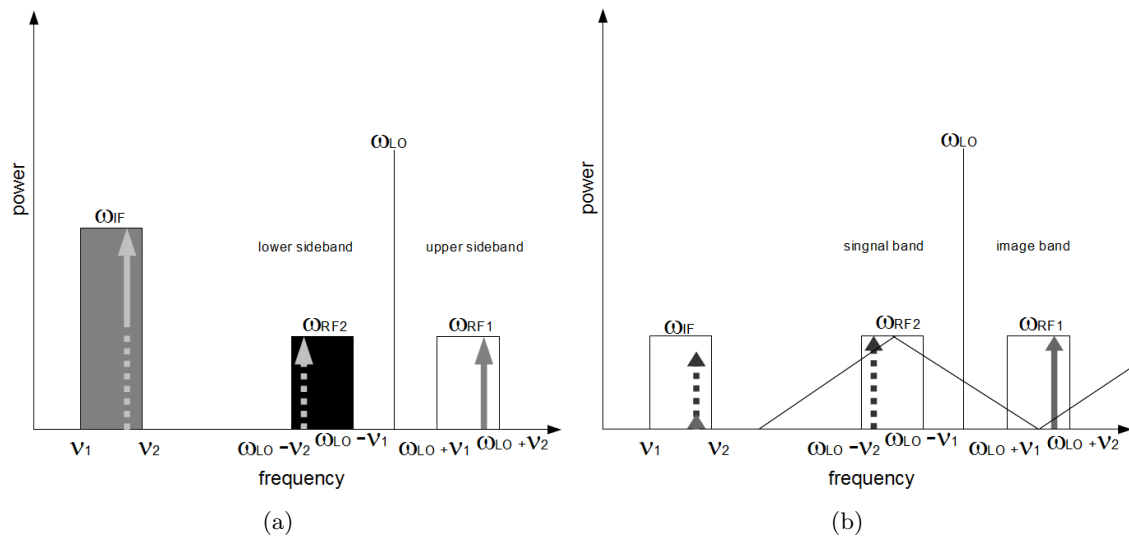 ωLO
power
ωIF
lower sideband
upper sideband
ωRF2
ωRF1
ν1
ν2
ωLO −ν2
ωLO −ν1
ωLO +ν1
ωLO +ν2
frequency
(a)
ωLO
power
singnal band
image band
ωIF
ωRF2
ωRF1
ν1
ν2
ωLO −ν2
ωLO −ν1
ωLO +ν1
ωLO +ν2
frequency
(b)